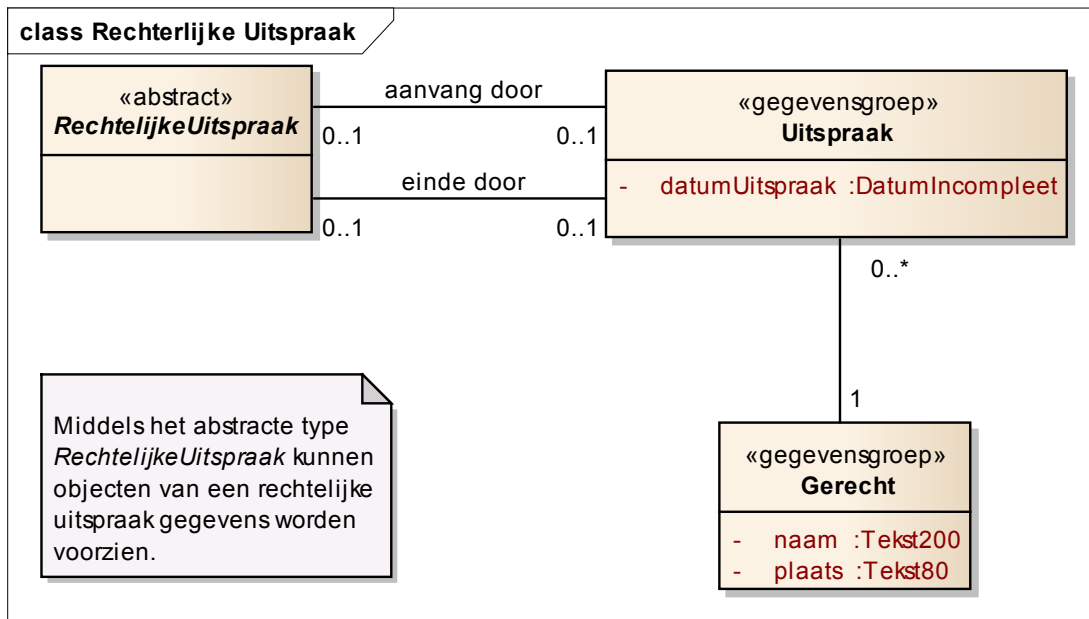 class Rechterlijke Uitspraak
«abstract»
RechtelijkeUitspraak
aanvang door
0..1
0..1
einde door
0..1
0..1
«gegevensgroep»
Uitspraak
- datumUitspraak :DatumIncompleet
0..*
1
Middels het abstracte type
RechtelijkeUitspraak kunnen
objecten van een rechtelijke
uitspraak gegevens worden
voorzien.
«gegevensgroep»
Gerecht
- naam :Tekst200
- plaats :Tekst80